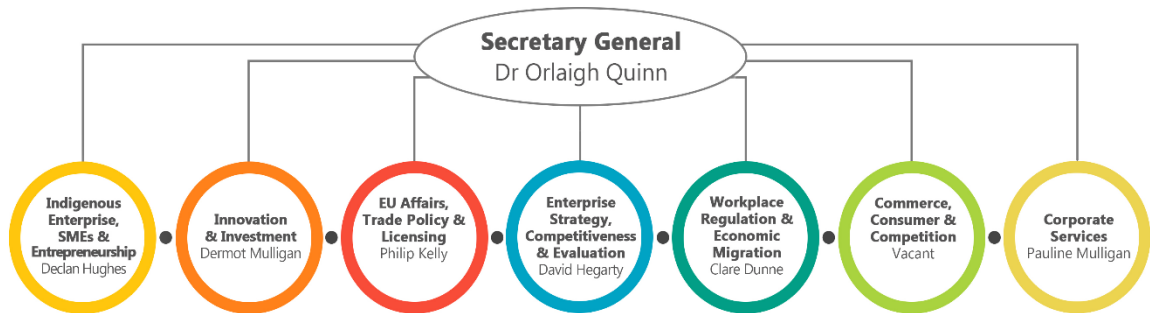 Secretary General
Dr Orlaigh Quinn
Indigenous
Enterprise,
SMEs &
Entrepreneurship
Declan Hughes
Innovation
& Investment
Dermot Mulligan
EU Affairs,
Trade Policy &
Licensing
Philip Kelly
Enterprise
Strategy,
Competitiveness
& Evaluation
David Hegarty
Workplace
Regulation &
Economic
Migration
Clare Dunne
Commerce,
Consumer &
Competition
Vacant
Corporate
Services
Pauline Mulligan